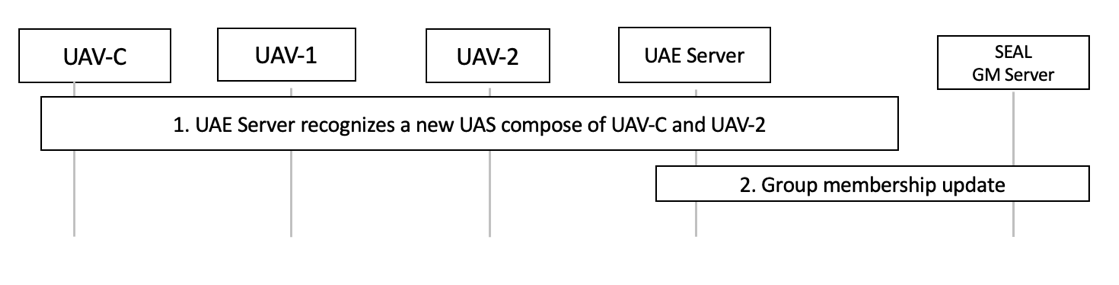 UAV-C
UAV-1
UAV-2
UAE Server
SEAL
GM Server
1. UAE Server recognizes a new UAS compose of UAV-C and UAV-2
2. Group membership update